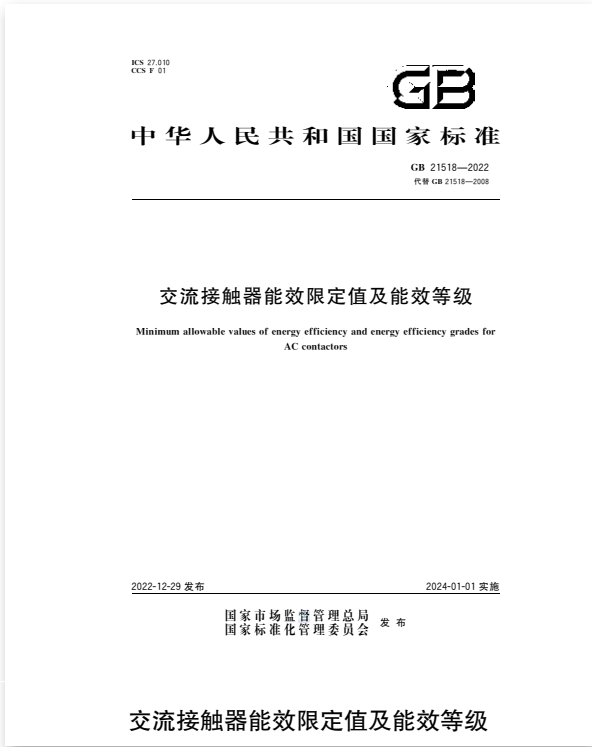 ICS 27.010
CCS F 01
GB
中华人民共和国国家标准
GB 21518—2022
代替 GB 21518—2008
交流接触器能效限定值及能效等级
Minimum allowable values of energy efficiency and energy efficiency grades for
AC contactors
2022-12-29 发布
2024-01-01 实施
国家市场监督管理总局
国家标准化管理委员会
发布
交流接触器能效限定值及能效等级